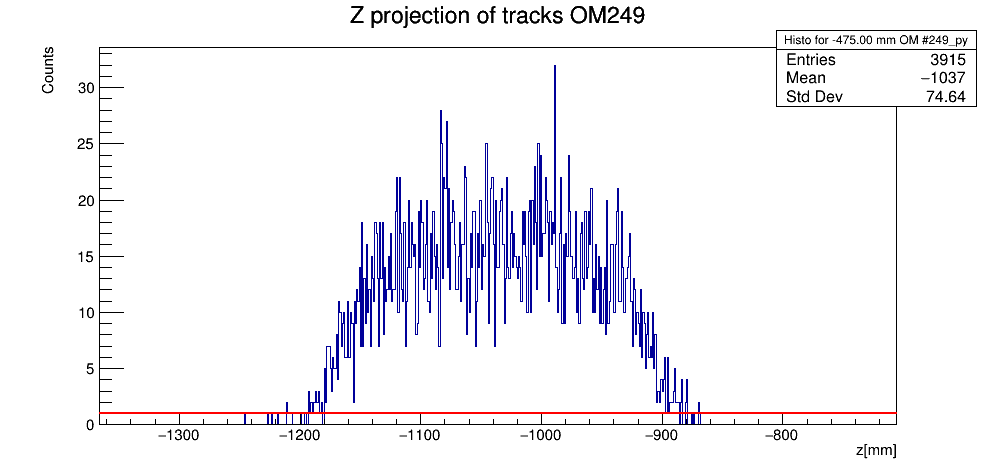 Z projection of tracks OM249
Histo for -475.00 mm OM #249_py
Entries 3915
Mean −1037
Std Dev 74.64
Counts
30
25
20
15
10
5
0
−1300 −1200 −1100 −1000 −900 −800
z[mm]